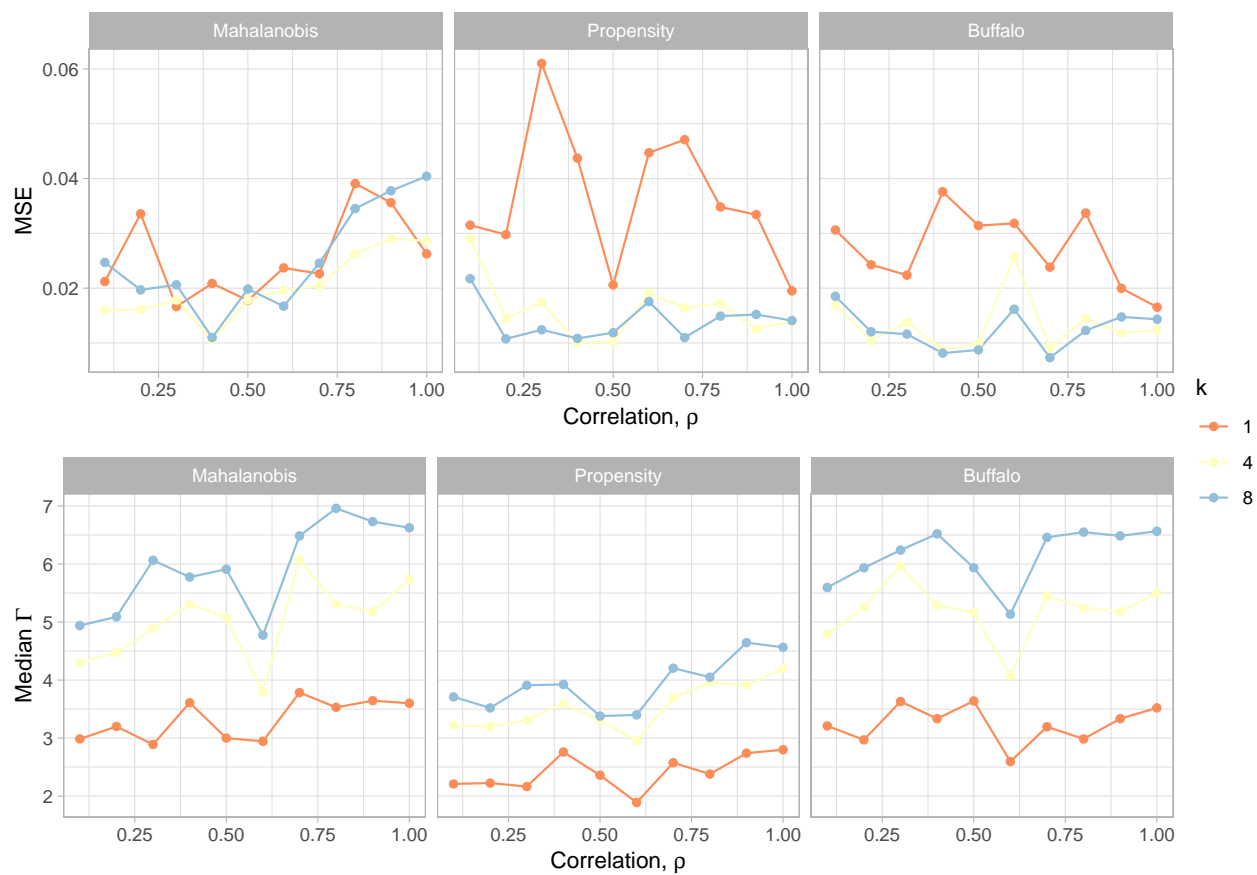 Mahalanobis Propensity Buffalo
0.06
0.04
0.02
MSE
0.25 0.50 0.75 1.00 0.25 0.50 0.75 1.00 0.25 0.50 0.75 1.00
Correlation, ρ
k
1
4
8
Mahalanobis Propensity Buffalo
7
6
5
4
3
2
Median Γ
0.25 0.50 0.75 1.00 0.25 0.50 0.75 1.00 0.25 0.50 0.75 1.00
Correlation, ρ